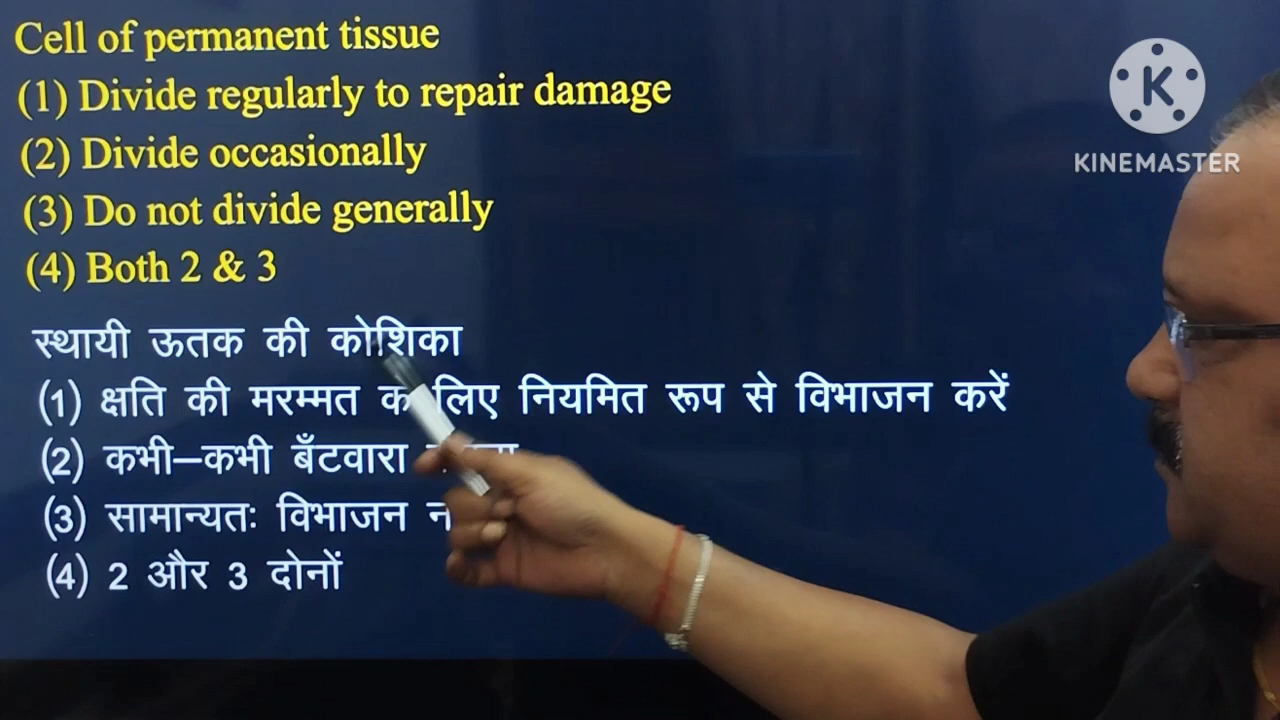 Cell of permanent tissue
(1) Divide regularly to repair damage
(2) Divide occasionally
(3) Do not divide generally
(4) Both 2 & 3
स्थायी ऊतक की कोशिका
(1) क्षति की मरम्मत लिए नियमित रूप से विभाजन करें
(2) कभी–कभी बँटवारा
(3) सामान्यतः विभाजन
(4) 2 और 3 दोनों
K
KINEMASTER